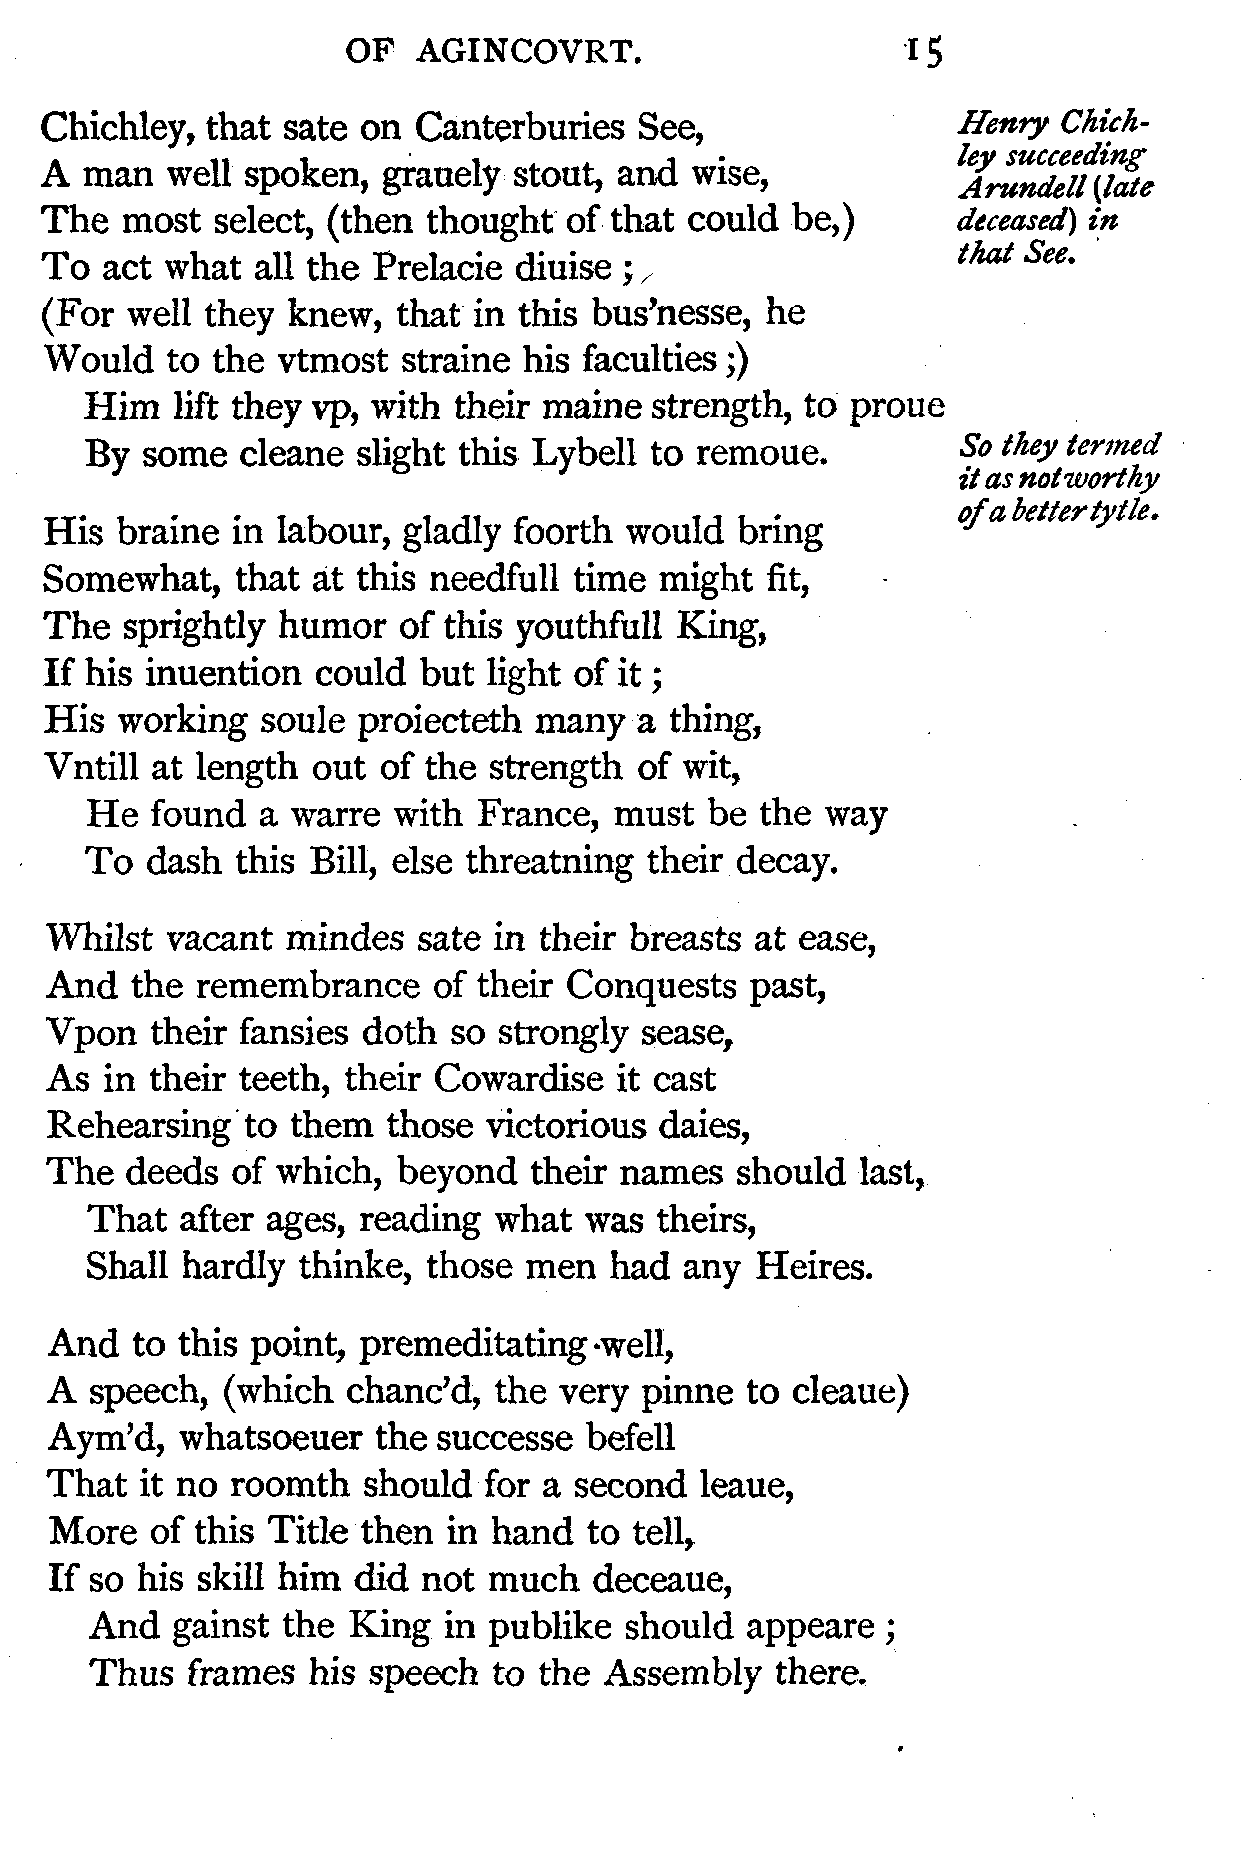 OF AGINCOVRT. 15
Chichley, that sate on Canterburies See,
A man well spoken, grauely stout, and wise,
The most select, (then thought of that could be,)
To act what all the Prelacie diuise ;
(For well they knew, that in this bus'nesse, he
Would to the vtmost straine his faculties ;)
Him lift they vp, with their maine strength, to proue
By some cleane slight this Lybell to remoue.
Henry Chich-
ley succeeding
Arundell (late
deceased) in
that See.
So they termed
it as not worthy
of a better tytle.
His braine in labour, gladly foorth would bring
Somewhat, that at this needfull time might fit,
The sprightly humor of this youthfull King,
If his inuention could but light of it ;
His working soule proiecteth many a thing,
Vntill at length out of the strength of wit,
He found a warre with France, must be the way
To dash this Bill, else threatning their decay.
Whilst vacant mindes sate in their breasts at ease,
And the remembrance of their Conquests past,
Vpon their fansies doth so strongly sease,
As in their teeth, their Cowardise it cast
Rehearsing to them those victorious daies,
The deeds of which, beyond their names should last,
That after ages, reading what was theirs,
Shall hardly thinke, those men had any Heires.
And to this point, premeditating well,
A speech, (which chanc'd, the very pinne to cleaue)
Aym'd, whatsoeuer the successe befell
That it no roomth should for a second leaue,
More of this Title then in hand to tell,
If so his skill him did not much deceaue,
And gainst the King in publike should appeare ;
Thus frames his speech to the Assembly there.